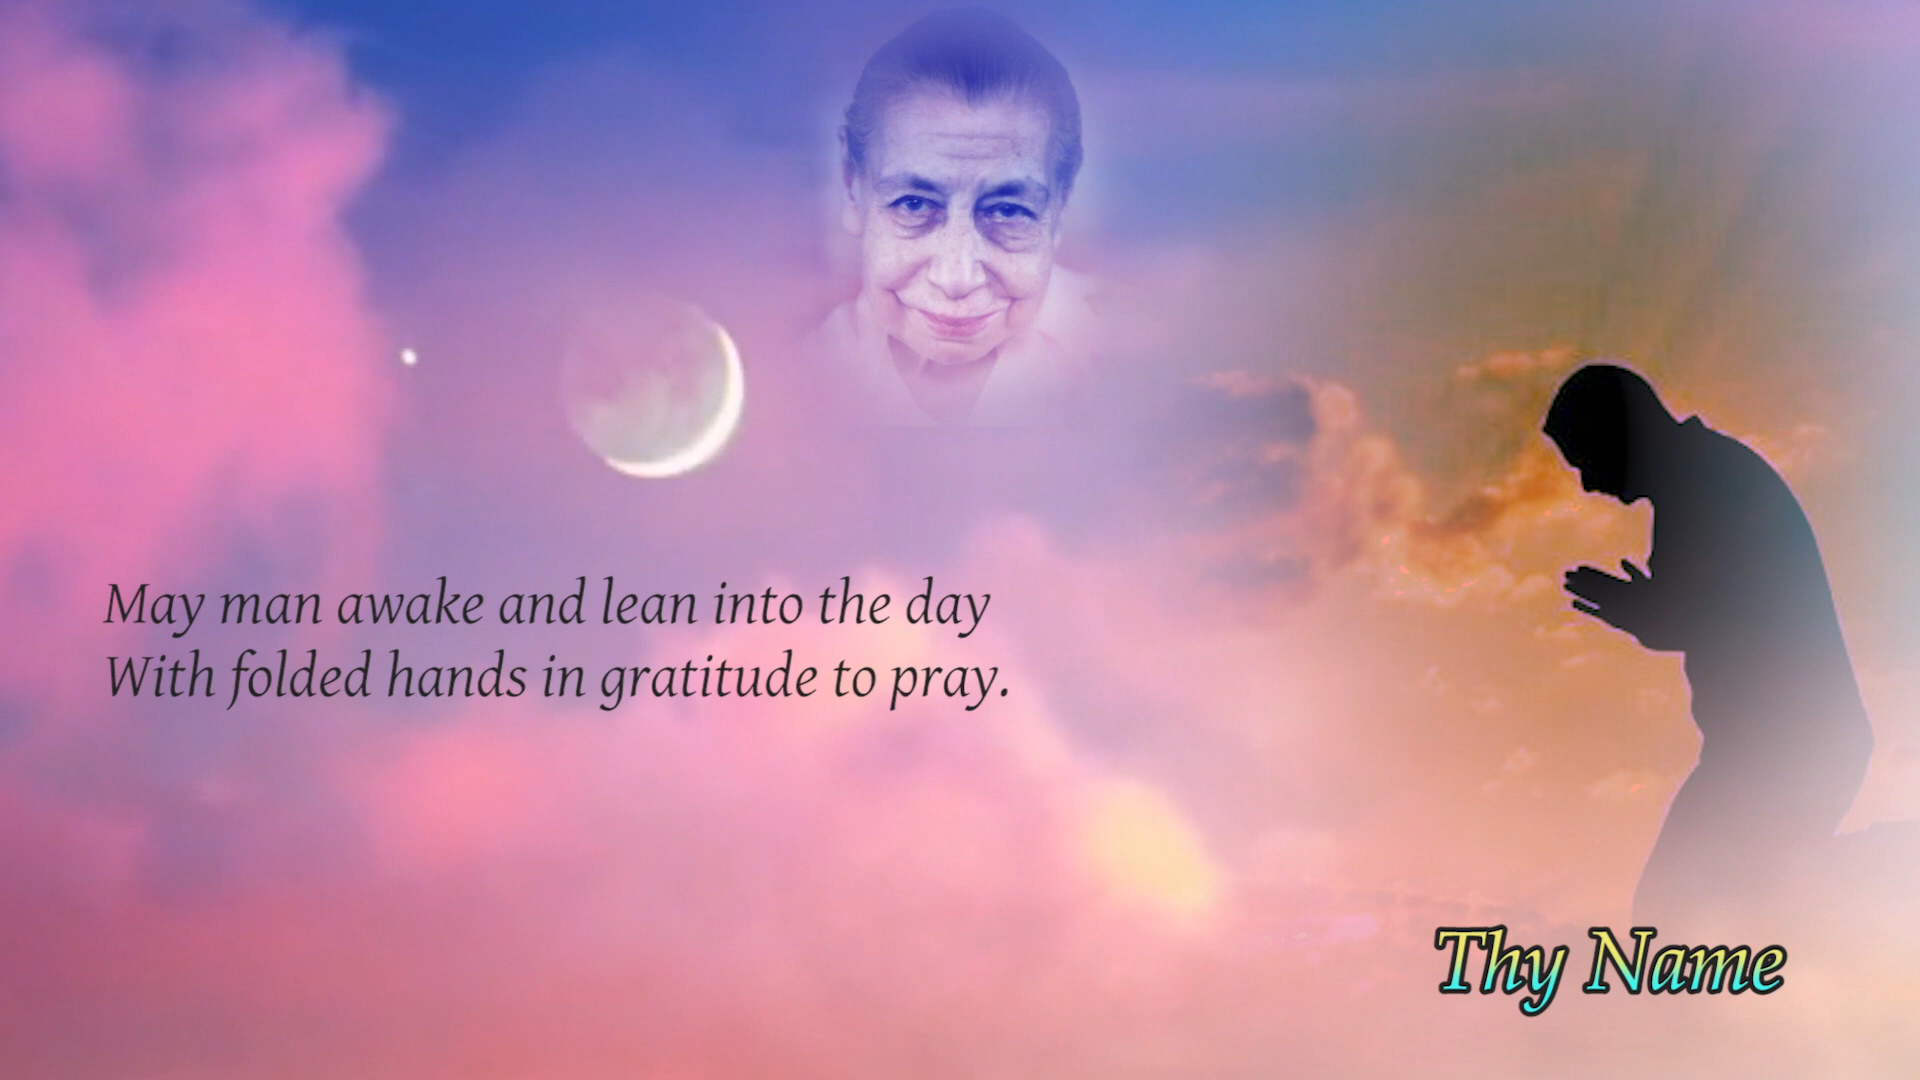 May man awake and lean into the day
With folded hands in gratitude to pray.
Thy Name